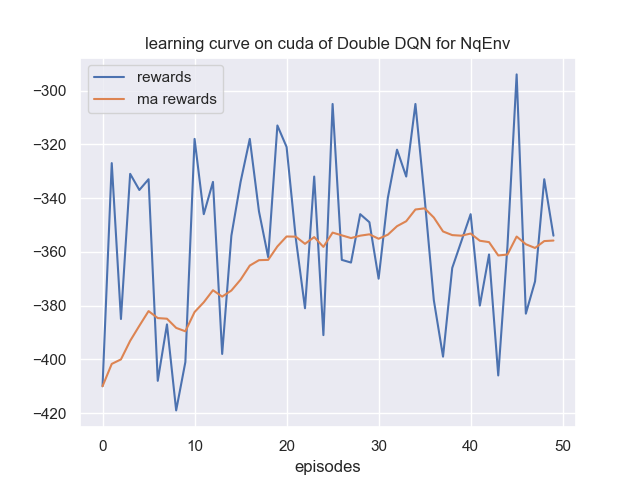 learning curve on cuda of Double DQN for NqEnv
rewards
ma rewards
−300
−320
−340
−360
−380
−400
−420
0 10 20 30 40 50
episodes